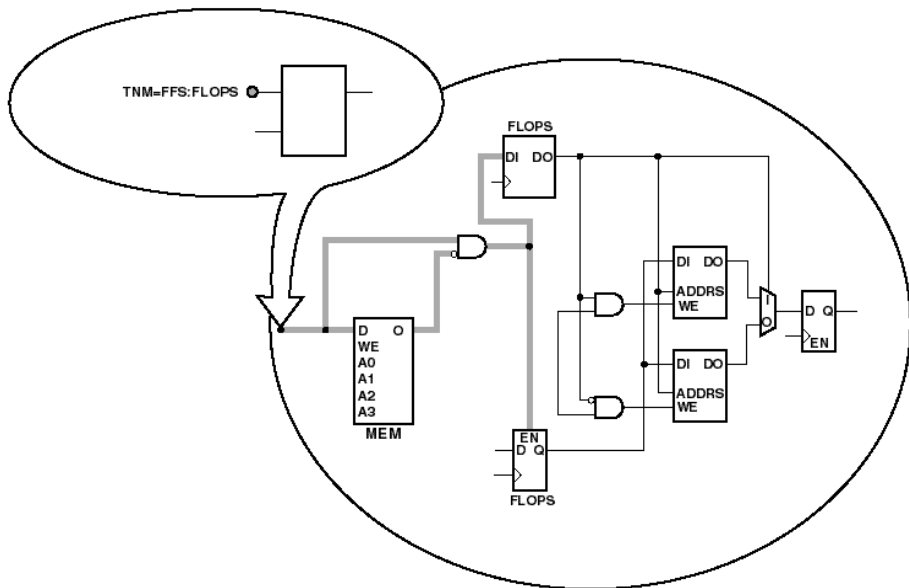 TNM=FFS:FLOPS
FLOPS
DI DO
D O
WE
A0
A1
A2
A3
MEM
DI DO
ADDRS
WE
I
O
D Q
EN
DI DO
ADDRS
WE
EN
D Q
FLOPS